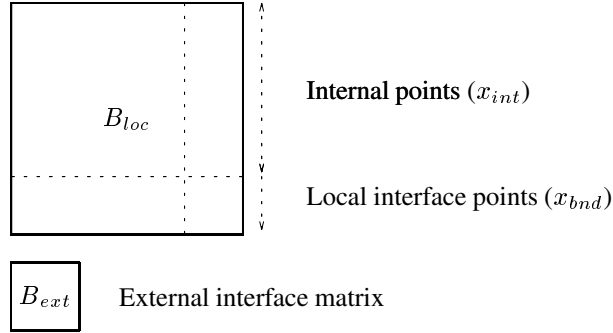 Internal points (x_{int})
B_{loc}
Local interface points (x_{bnd})
B_{ext} External interface matrix